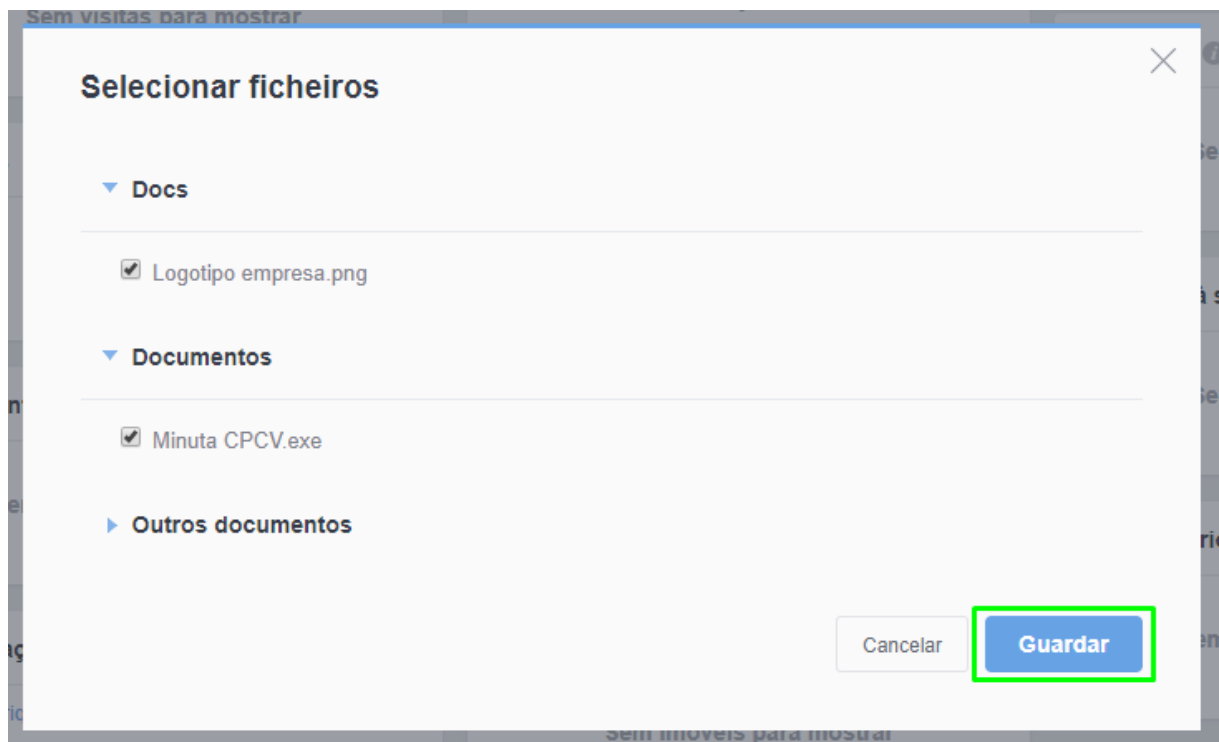 Sem visitas para mostrar
Selecionar ficheiros
Docs
Logotipo empresa.png
Documentos
Minuta CPCV.exe
Outros documentos
Cancelar
Guardar
Sem imóveis para mostrar